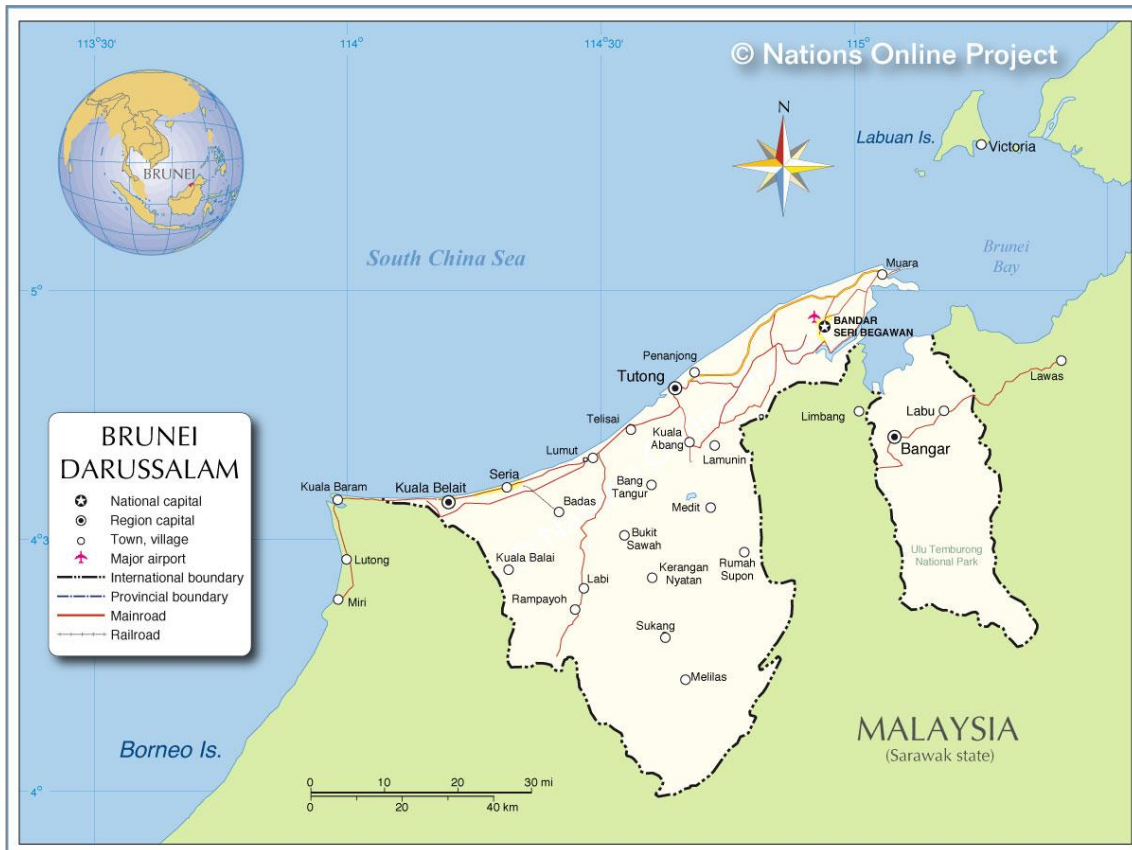 113°30'
114°
114°30'
115°
© Nations Online Project
N
BRUNEI
Labuan Is.
Victoria
South China Sea
Brunei
Bay
Muara
5°
BANDAR
SERI BEGAWAN
Penanjong
Tutong
Lawas
Telisai
Limbang
Labu
Kuala
Abang
Lamunin
Bangar
BRUNEI
DARUSSALAM
National capital
Region capital
Town, village
Major airport
International boundary
Provincial boundary
Mainroad
Railroad
Lumut
Seria
Kuala Belait
Kuala Baram
Badas
Bang
Tangur
Medit
4°30'
Bukit
Sawah
Lutong
Kuala Balai
Kerangan
Nyatan
Rumah
Supon
Ulu Temburong
National Park
Labi
Rampayoh
Miri
Sukang
Melilas
MALAYSIA
(Sarawak state)
Borneo Is.
0 10 20 30 mi
0 20 40 km
4°